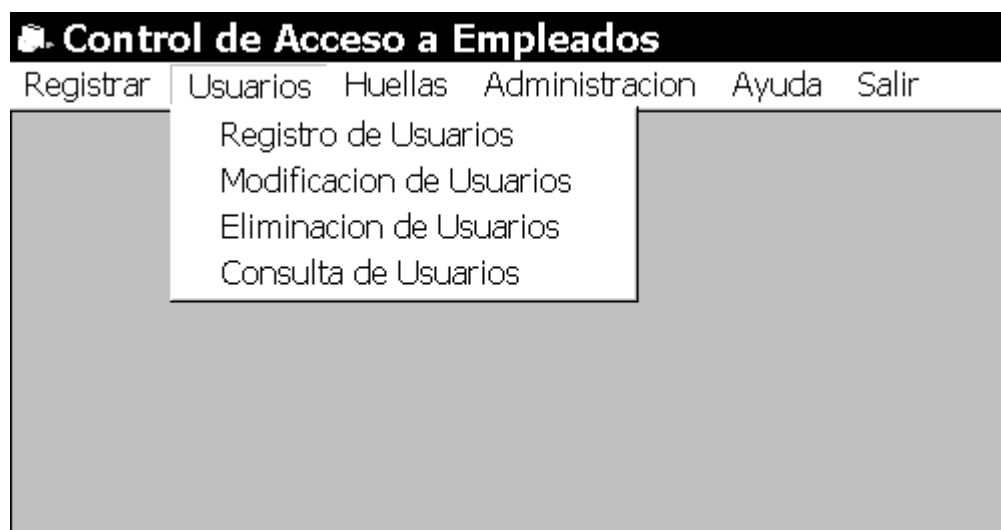 Control de Acceso a Empleados
Registrar Usuarios Huellas Administracion Ayuda Salir
Registro de Usuarios
Modificacion de Usuarios
Eliminacion de Usuarios
Consulta de Usuarios